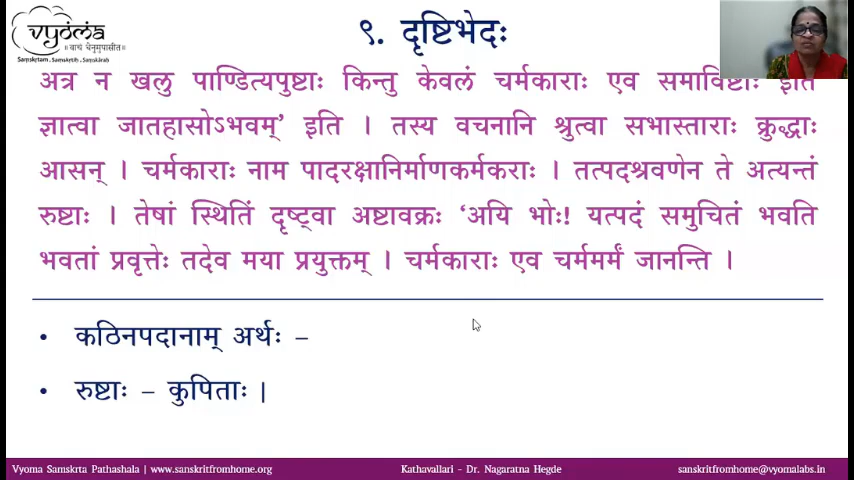 vyoma
॥ वाचं धेनुमुपासीत॥
Saṃskṛtam, Saṃskṛtiḥ, Saṃskāraḥ
९. दृष्टिभेदः
अत्र न खलु पाण्डित्यपुष्टाः किन्तु केवलं चर्मकाराः एव समाविष्टाः इति
ज्ञात्वा जातहासोऽभवम्’ इति । तस्य वचनानि श्रुत्वा सभास्ताराः क्रुद्धाः
आसन् । चर्मकाराः नाम पादरक्षानिर्माणकर्मकराः । तत्पदश्रवणेन ते अत्यन्तं
रुष्टाः । तेषां स्थितिं दृष्ट्वा अष्टावक्रः ‘अयि भोः! यत्पदं समुचितं भवति
भवतां प्रवृत्तेः तदेव मया प्रयुक्तम् । चर्मकाराः एव चर्ममर्मं जानन्ति ।
• कठिनपदानाम् अर्थः –
• रुष्टाः – कुपिताः |
Vyoma Samskrta Pathashala | www.sanskritfromhome.org
Kathavallari – Dr. Nagaratna Hegde
sanskritfromhome@vyomalabs.in